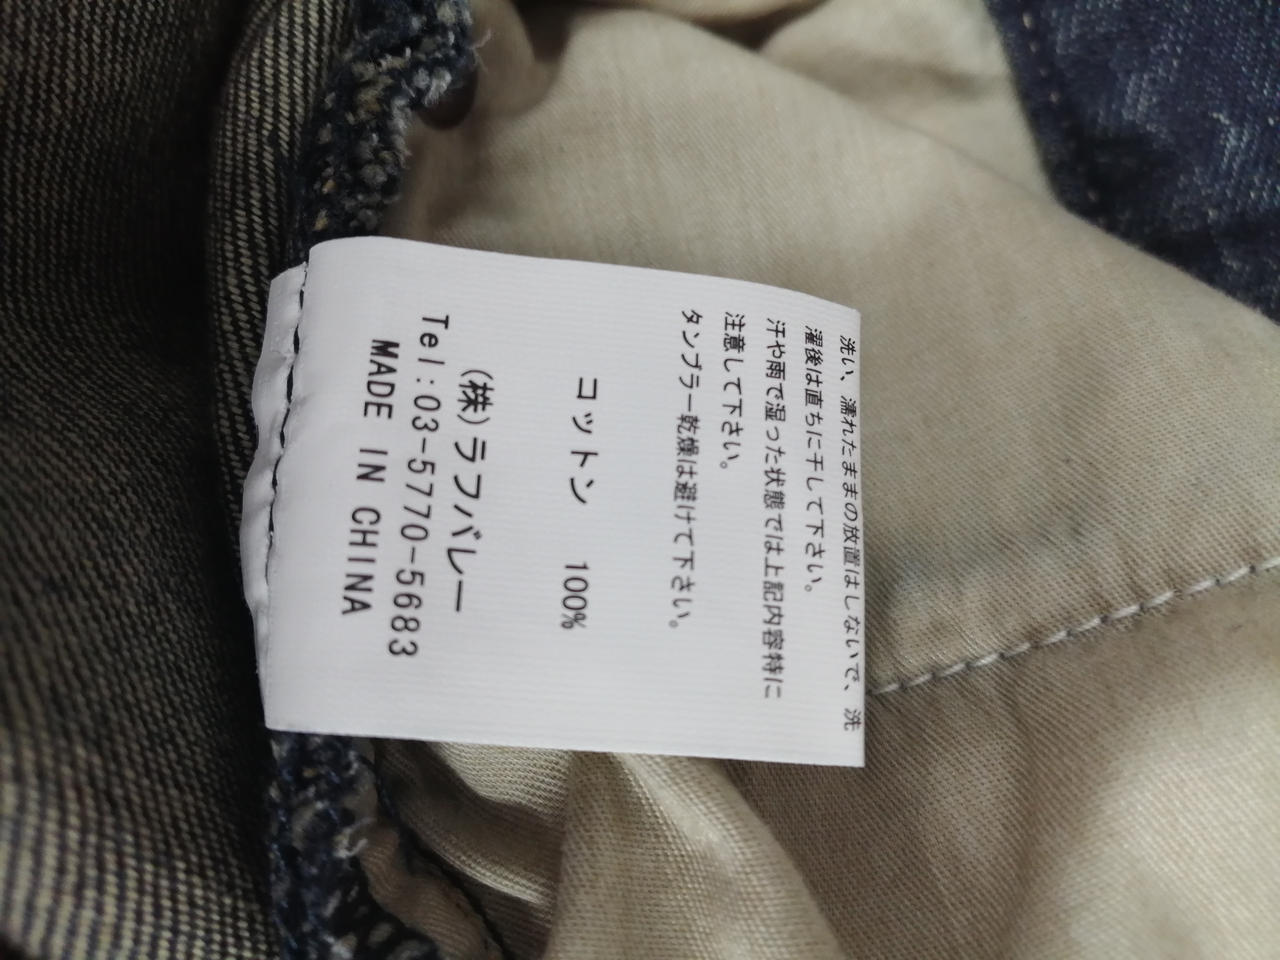 洗い、濡れたままの放置はしないで、洗
濯後は直ちに干して下さい。
汗や雨で湿った状態では上記内容特に
注意して下さい。
タンブラー乾燥は避けて下さい。
コットン 100%
(株)ラフバレー
Tel:03-5770-5683
MADE IN CHINA